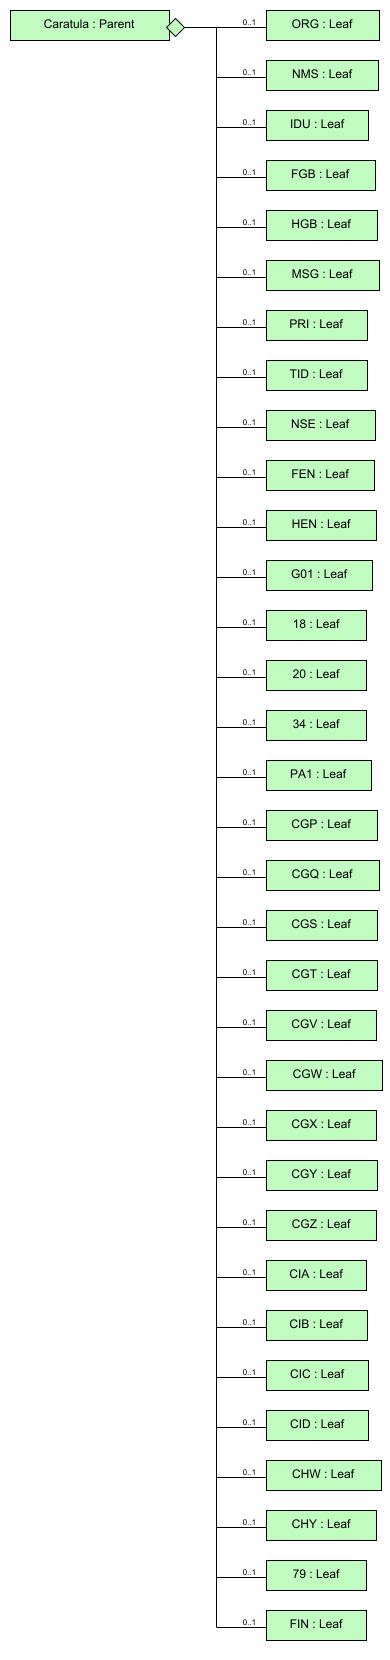 Caratula : Parent
0..1 ORG : Leaf
0..1 NMS : Leaf
0..1 IDU : Leaf
0..1 FGB : Leaf
0..1 HGB : Leaf
0..1 MSG : Leaf
0..1 PRI : Leaf
0..1 TID : Leaf
0..1 NSE : Leaf
0..1 FEN : Leaf
0..1 HEN : Leaf
0..1 G01 : Leaf
0..1 18 : Leaf
0..1 20 : Leaf
0..1 34 : Leaf
0..1 PA1 : Leaf
0..1 CGP : Leaf
0..1 CGQ : Leaf
0..1 CGS : Leaf
0..1 CGT : Leaf
0..1 CGV : Leaf
0..1 CGW : Leaf
0..1 CGX : Leaf
0..1 CGY : Leaf
0..1 CGZ : Leaf
0..1 CIA : Leaf
0..1 CIB : Leaf
0..1 CIC : Leaf
0..1 CID : Leaf
0..1 CHW : Leaf
0..1 CHY : Leaf
0..1 79 : Leaf
0..1 FIN : Leaf